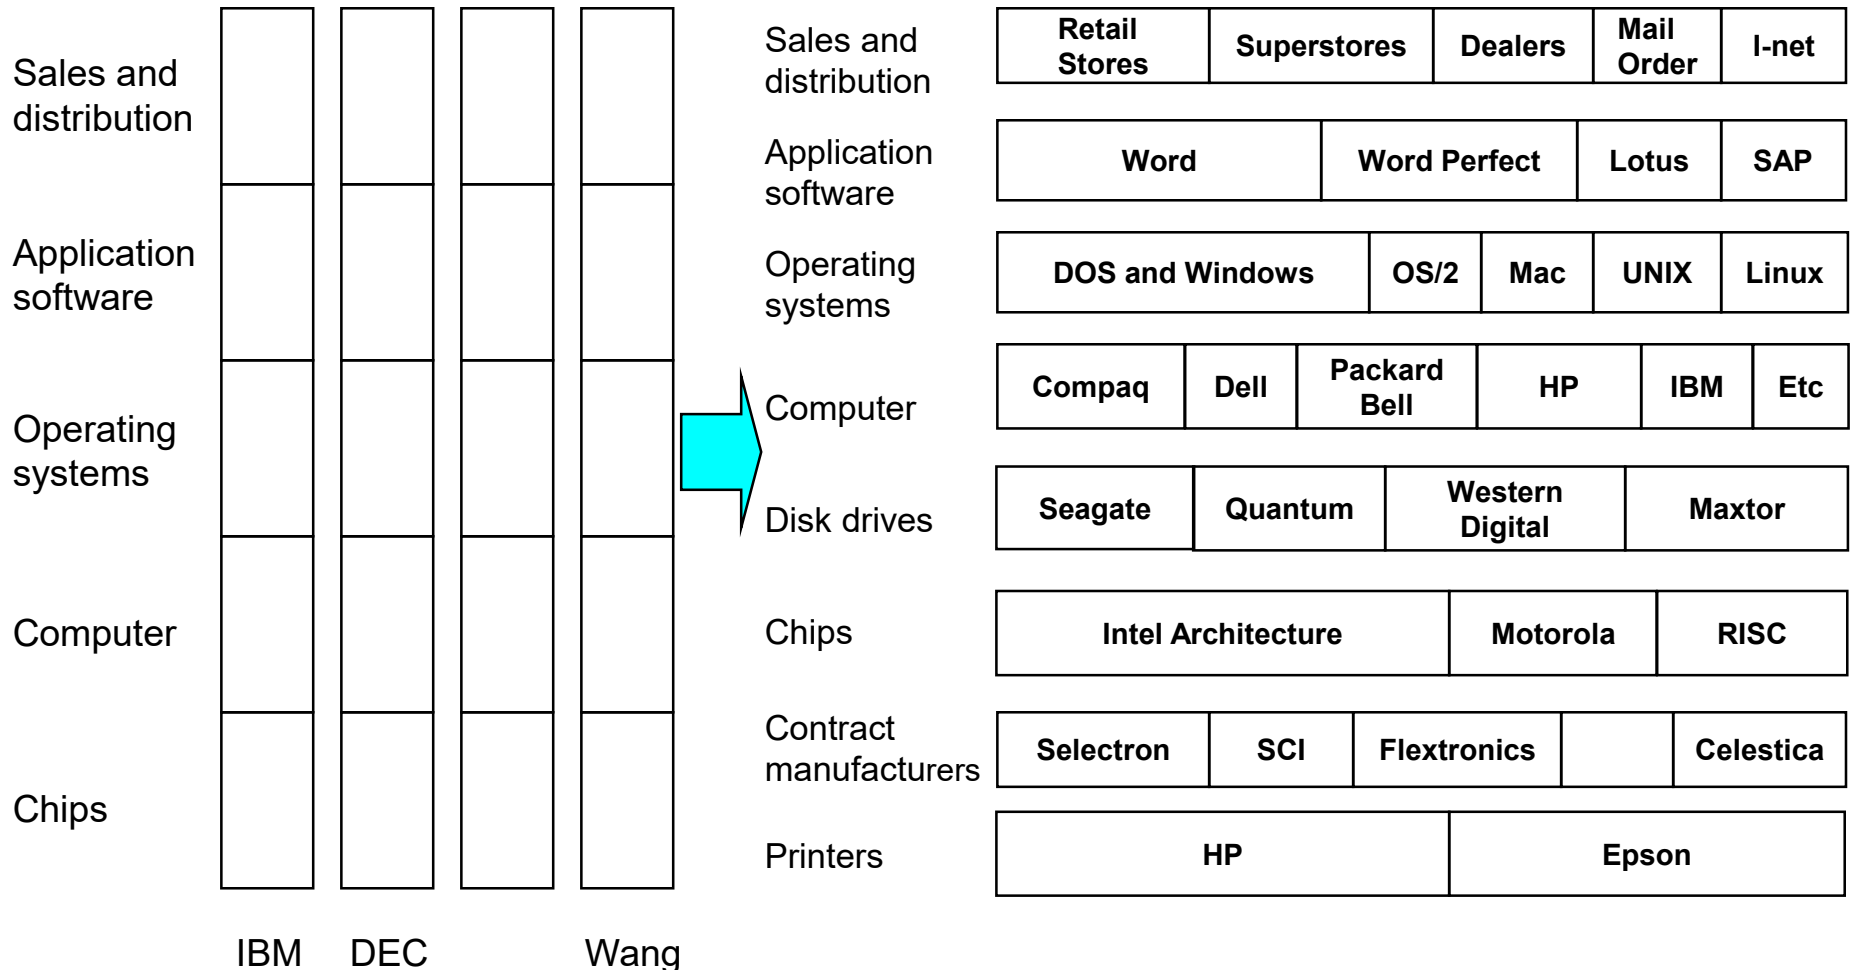 Sales and
distribution
Application
software
Operating
systems
Computer
Chips
IBM DEC Wang
Sales and
distribution
Retail
Stores
Superstores
Dealers
Mail
Order
I-net
Application
software
Word
Word Perfect
Lotus
SAP
Operating
systems
DOS and Windows
OS/2
Mac
UNIX
Linux
Computer
Compaq
Dell
Packard
Bell
HP
IBM
Etc
Disk drives
Seagate
Quantum
Western
Digital
Maxtor
Chips
Intel Architecture
Motorola
RISC
Contract
manufacturers
Selectron
SCI
Flextronics
Celestica
Printers
HP
Epson